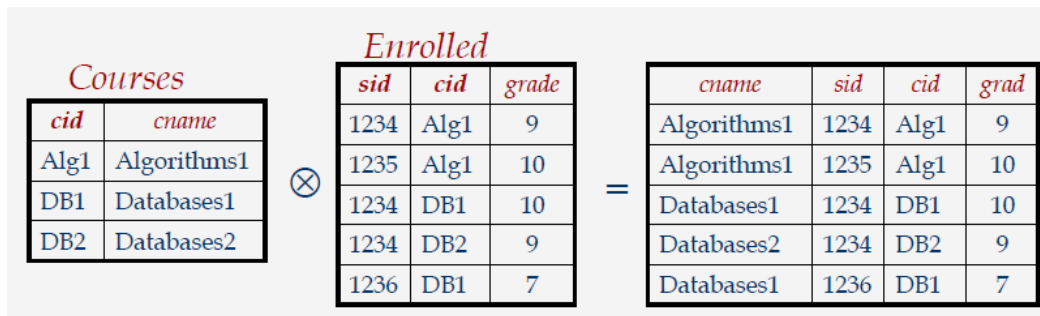 Courses
cid cname
Alg1 Algorithms1
DB1 Databases1
DB2 Databases2
⊗
Enrolled
sid cid grade
1234 Alg1 9
1235 Alg1 10
1234 DB1 10
1234 DB2 9
1236 DB1 7
=
cname sid cid grad
Algorithms1 1234 Alg1 9
Algorithms1 1235 Alg1 10
Databases1 1234 DB1 10
Databases2 1234 DB2 9
Databases1 1236 DB1 7